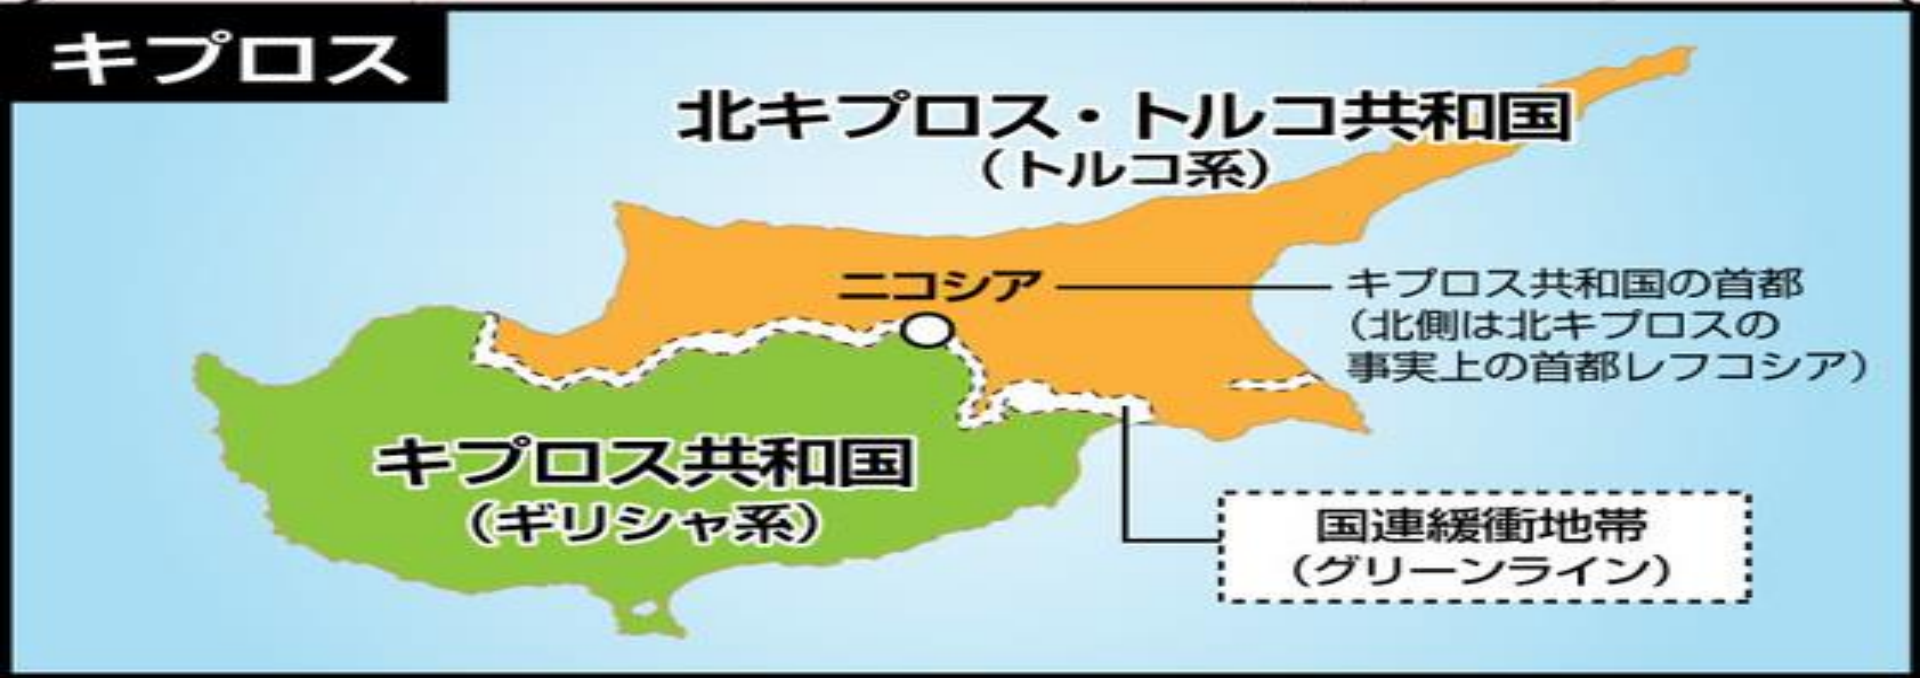 キプロス
北キプロス・トルコ共和国
（トルコ系）
ニコシア
キプロス共和国の首都
（北側は北キプロスの
事実上の首都レフコシア）
キプロス共和国
（ギリシャ系）
国連緩衝地帯
（グリーンライン）